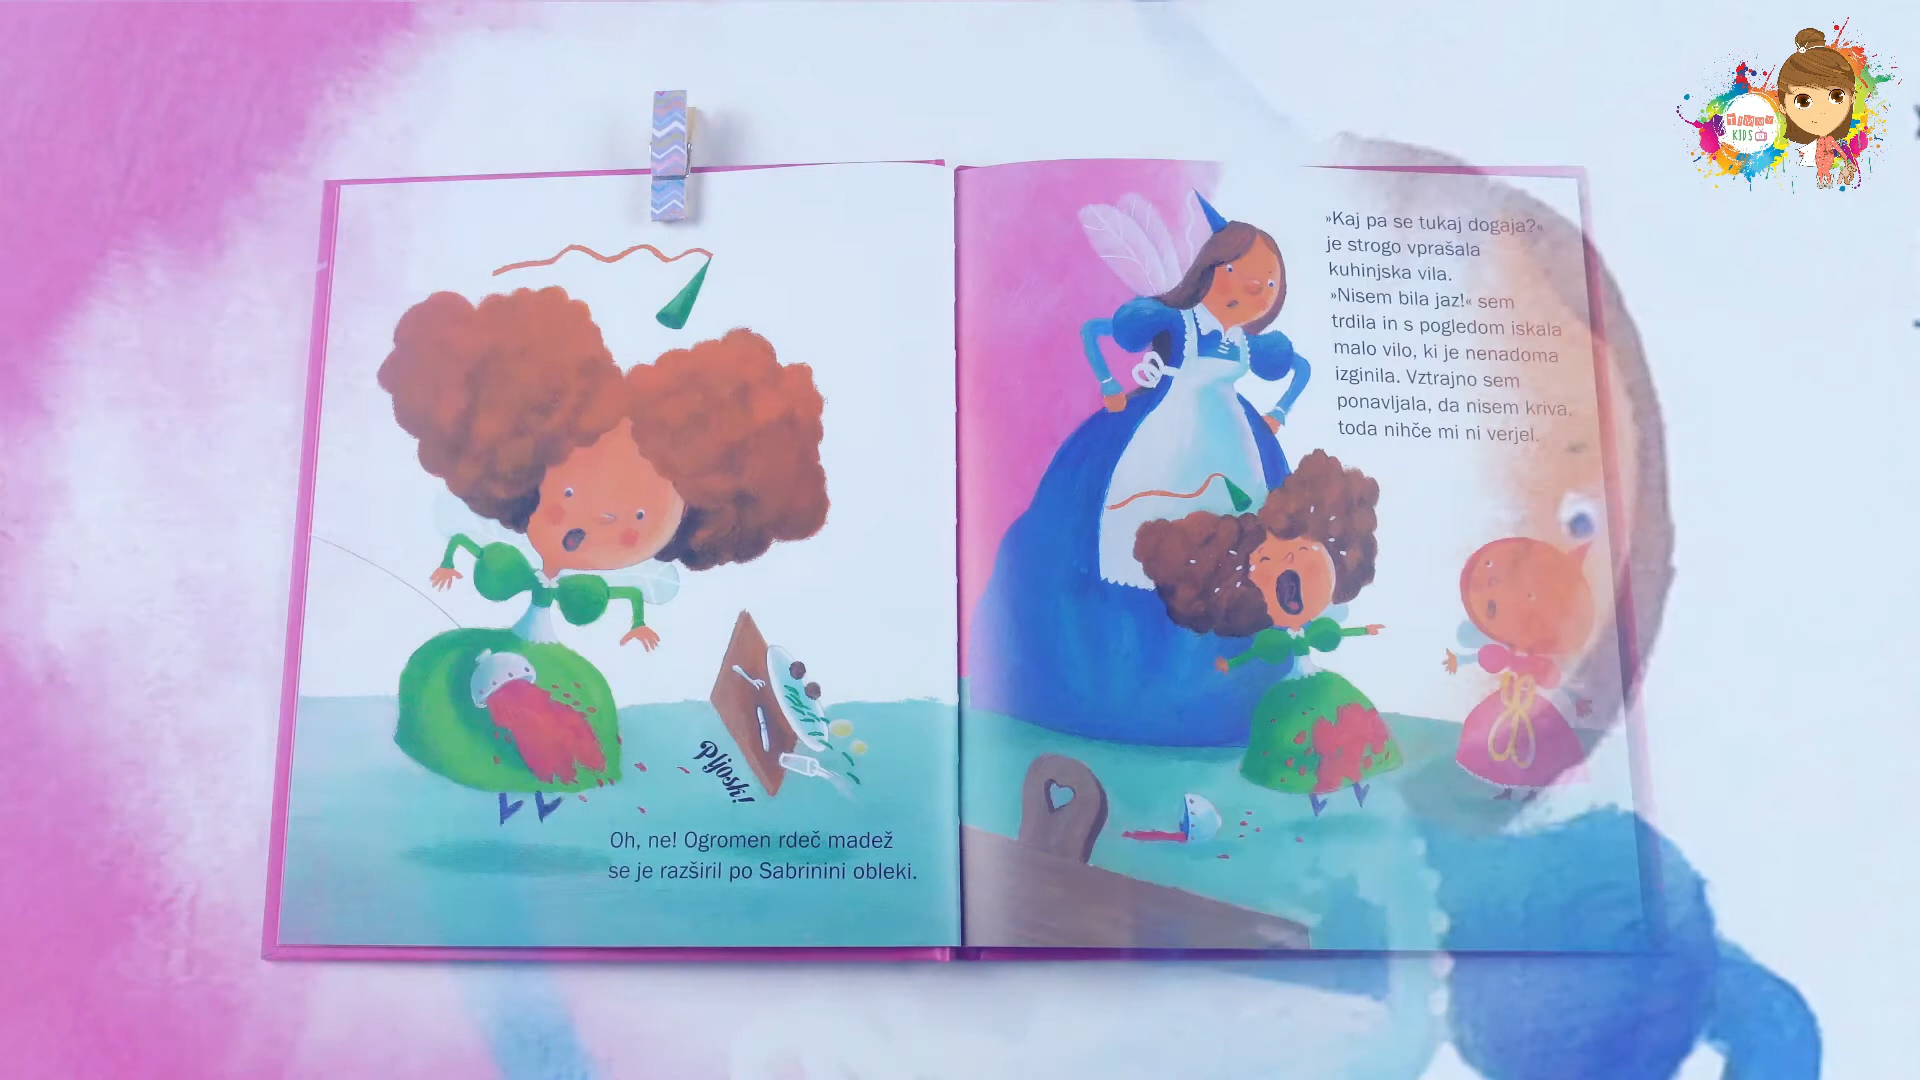 Pljosk!
Oh, ne! Ogromen rdeč madež
se je razširil po Sabrinini obleki.
»Kaj pa se tukaj dogaja?«
je strogo vprašala
kuhinjska vila.
»Nisem bila jaz!« sem
trdila in s pogledom iskala
malo vilo, ki je nenadoma
izginila. Vztrajno sem
ponavljala, da nisem kriva,
toda nihče mi ni verjel.
KIDS